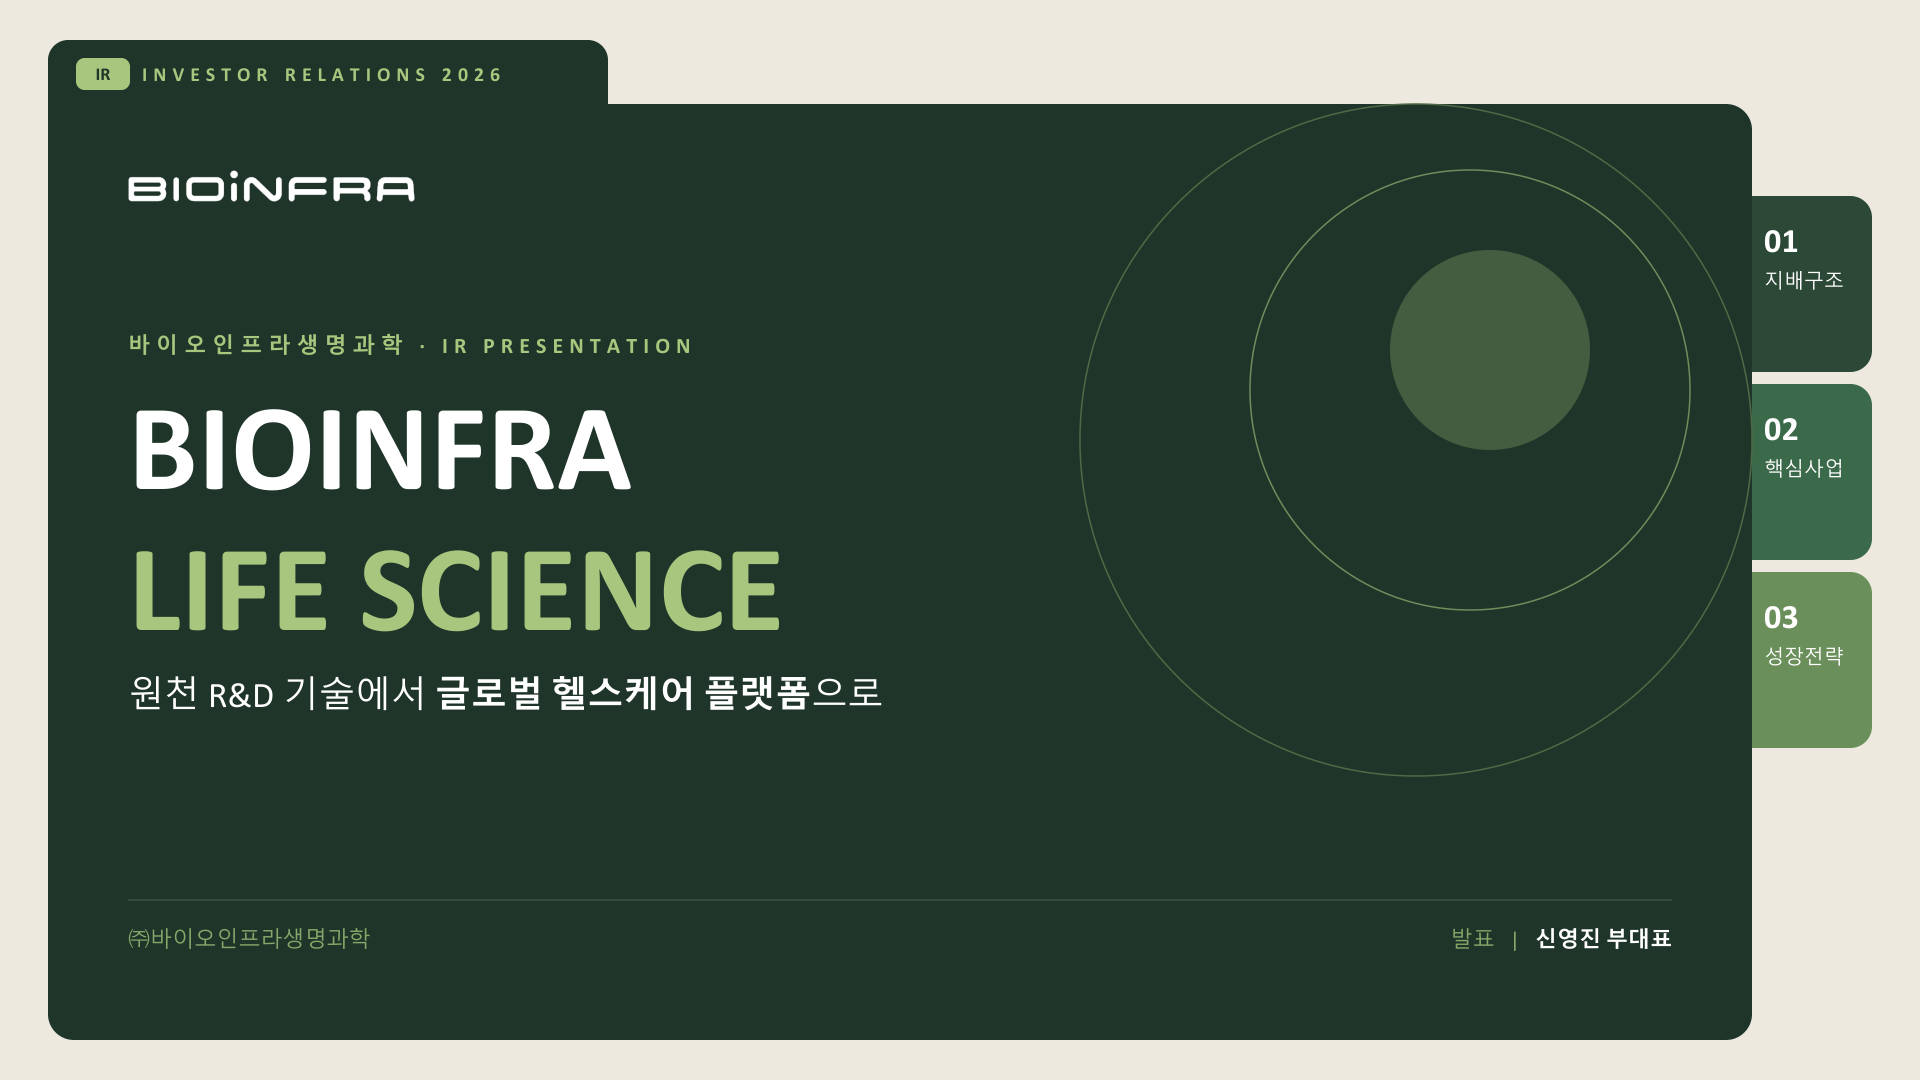 IR INVESTOR RELATIONS 2026
BIOiNFRA
바이오인프라생명과학 · IR PRESENTATION
BIOINFRA
LIFE SCIENCE
원천 R&D 기술에서 글로벌 헬스케어 플랫폼으로
㈜바이오인프라생명과학
발표 | 신영진 부대표
01
지배구조
02
핵심사업
03
성장전략